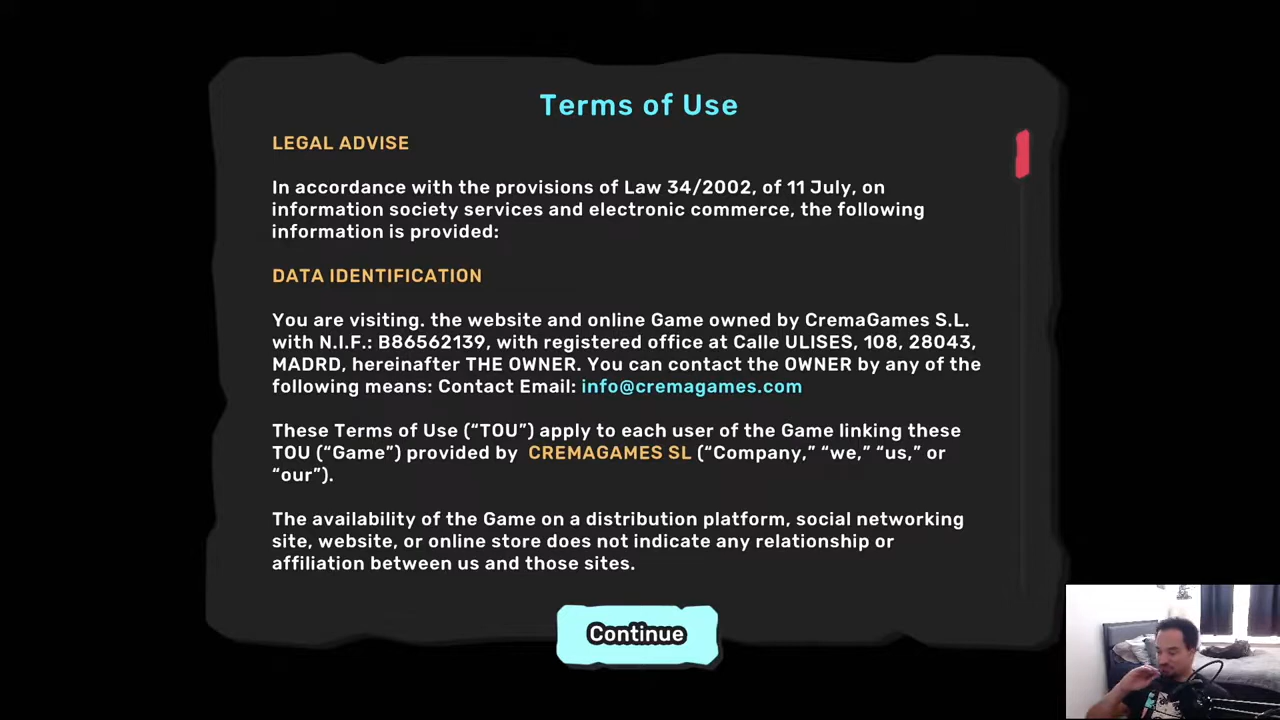 Terms of Use
LEGAL ADVISE
In accordance with the provisions of Law 34/2002, of 11 July, on
information society services and electronic commerce, the following
information is provided:
DATA IDENTIFICATION
You are visiting. the website and online Game owned by CremaGames S.L.
with N.I.F.: B86562139, with registered office at Calle ULISES, 108, 28043,
MADRD, hereinafter THE OWNER. You can contact the OWNER by any of the
following means: Contact Email: info@cremagames.com
These Terms of Use (“TOU”) apply to each user of the Game linking these
TOU (“Game”) provided by CREMAGAMES SL (“Company,” “we,” “us,” or
“our”).
The availability of the Game on a distribution platform, social networking
site, website, or online store does not indicate any relationship or
affiliation between us and those sites.
Continue